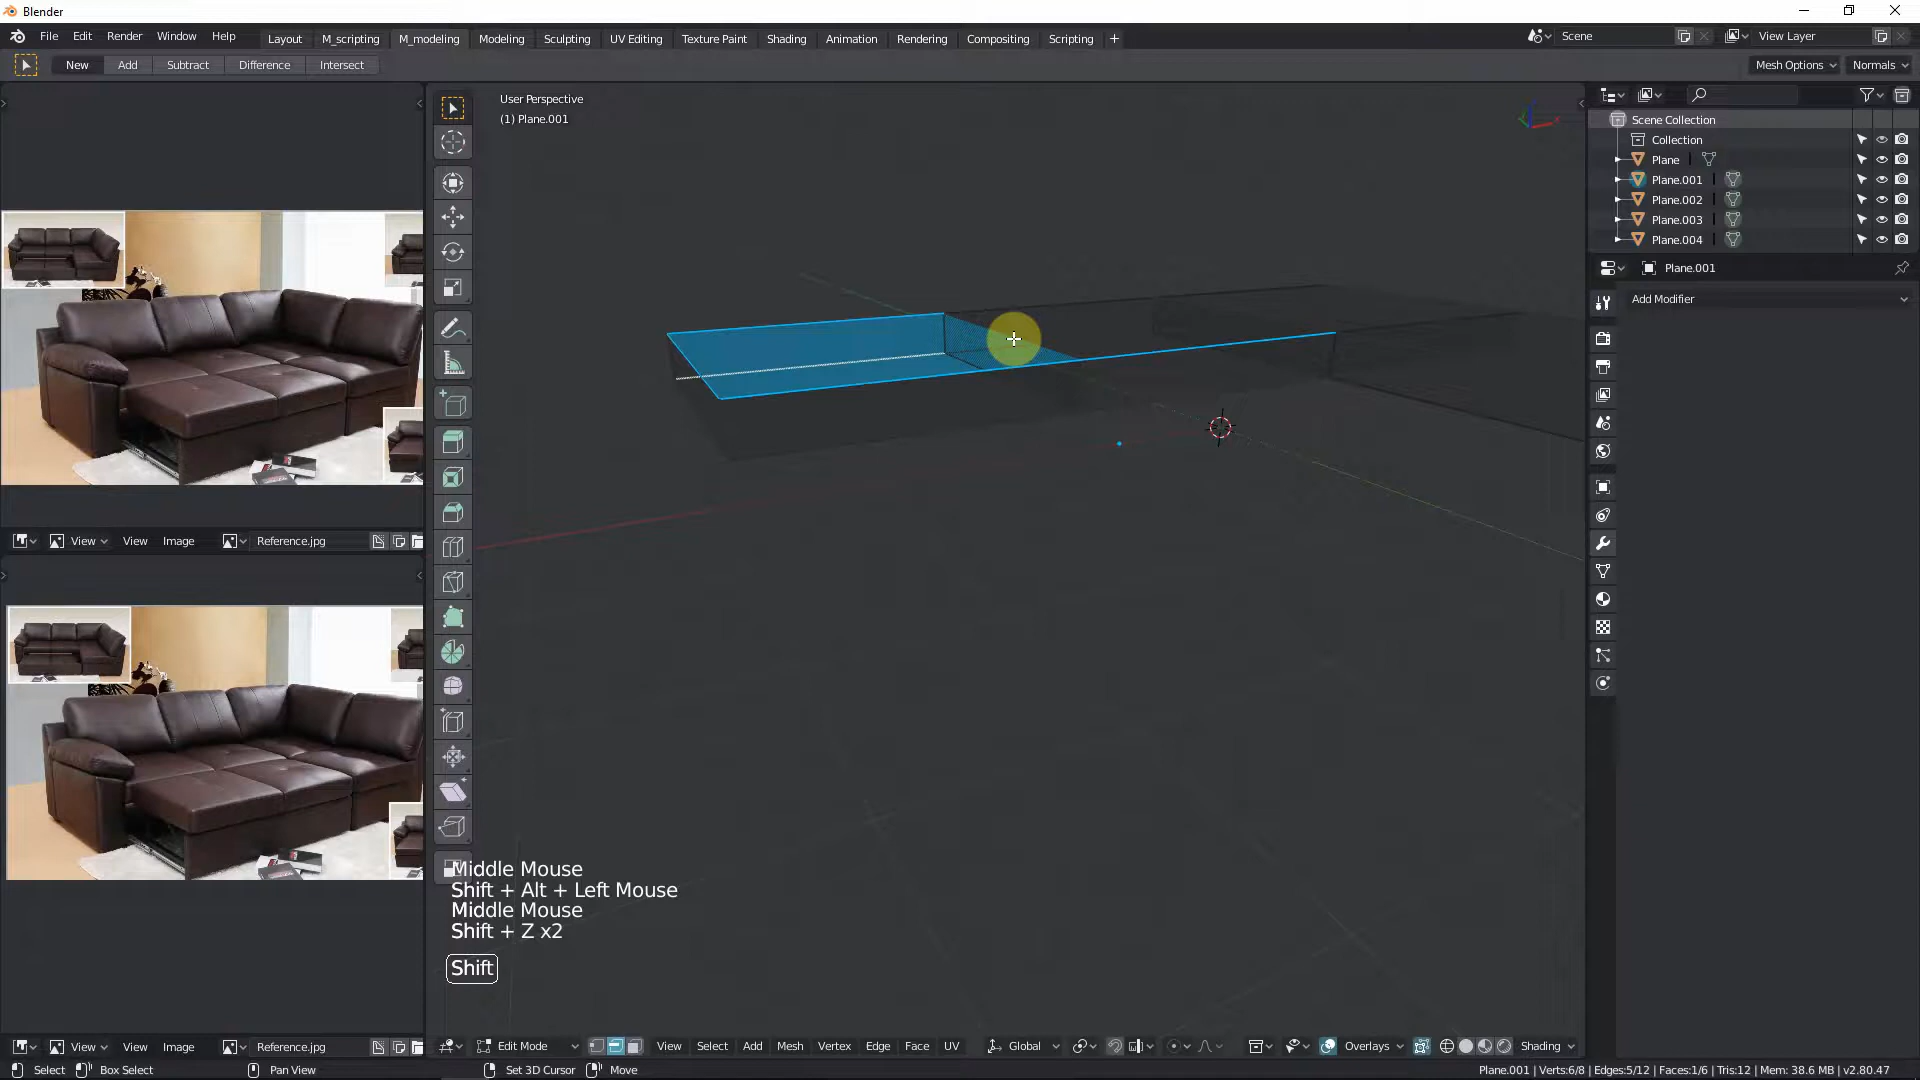 Blender
File Edit Render Window Help Layout M_scripting M_modeling Modeling Sculpting UV Editing Texture Paint Shading Animation Rendering Compositing Scripting + Scene View Layer
New Add Subtract Difference Intersect Mesh Options Normals
User Perspective
(1) Plane.001
Scene Collection
Collection
Plane
Plane.001
Plane.002
Plane.003
Plane.004
Plane.001
Add Modifier
View View Image Reference.jpg
Middle Mouse
Shift + Alt + Left Mouse
Middle Mouse
Shift + Z x2
Shift
View View Image Reference.jpg
Edit Mode View Select Add Mesh Vertex Edge Face UV Global Overlays Shading
Select Box Select Pan View Set 3D Cursor Move Plane.001 | Verts:6/8 | Edges:5/12 | Faces:1/6 | Tris:12 | Mem: 38.6 MB | v2.80.47